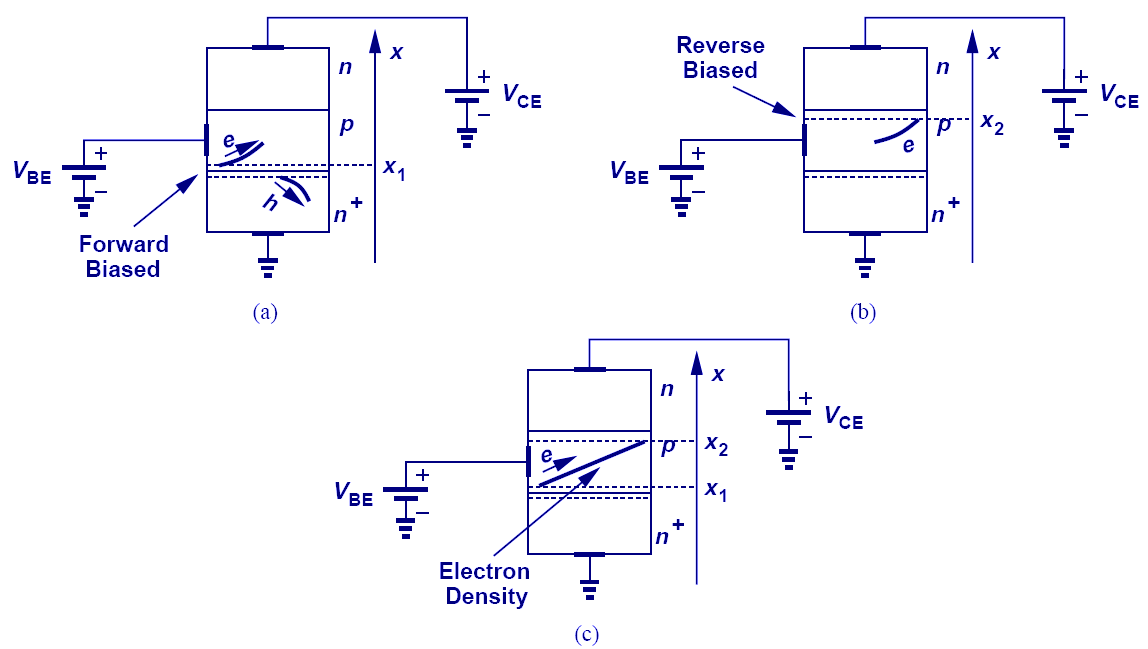 n
x
+
V_CE
−
p
e
+
V_BE
−
x_1
h
n^+
Forward
Biased
(a)
Reverse
Biased
n
x
+
V_CE
−
p
x_2
e
+
V_BE
−
n^+
(b)
n
x
+
V_CE
−
p
x_2
e
+
V_BE
−
x_1
n^+
Electron
Density
(c)